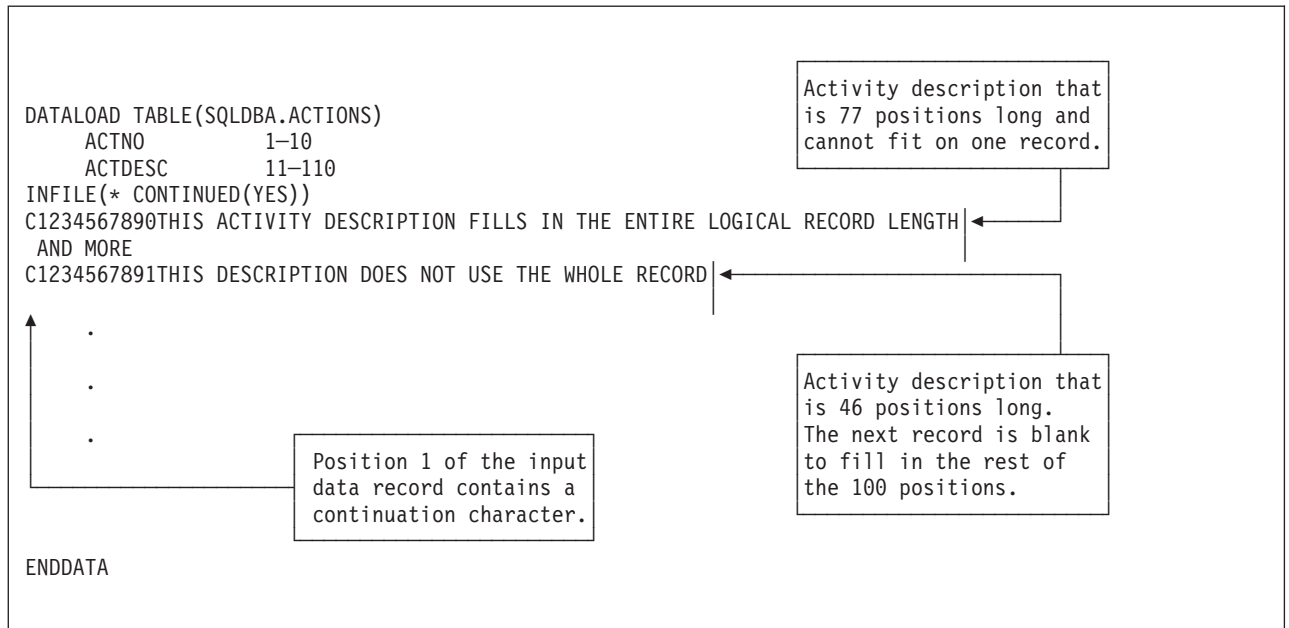 Activity description that
is 77 positions long and
cannot fit on one record.
DATALOAD TABLE(SQLDBA.ACTIONS)
ACTNO 1—10
ACTDESC 11—110
INFILE(* CONTINUED(YES))
C1234567890THIS ACTIVITY DESCRIPTION FILLS IN THE ENTIRE LOGICAL RECORD LENGTH
AND MORE
C1234567891THIS DESCRIPTION DOES NOT USE THE WHOLE RECORD
.
.
.
Activity description that
is 46 positions long.
The next record is blank
to fill in the rest of
the 100 positions.
Position 1 of the input
data record contains a
continuation character.
ENDDATA